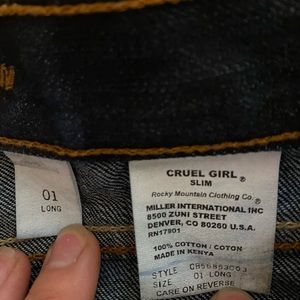 01
LONG
CRUEL GIRL®
SLIM
Rocky Mountain Clothing Co.®
MILLER INTERNATIONAL INC
8500 ZUNI STREET
DENVER, CO 80260 U.S.A.
RN17901
100% COTTON / COTON
MADE IN KENYA
STYLE
SIZE 01 LONG
CARE ON REVERSE